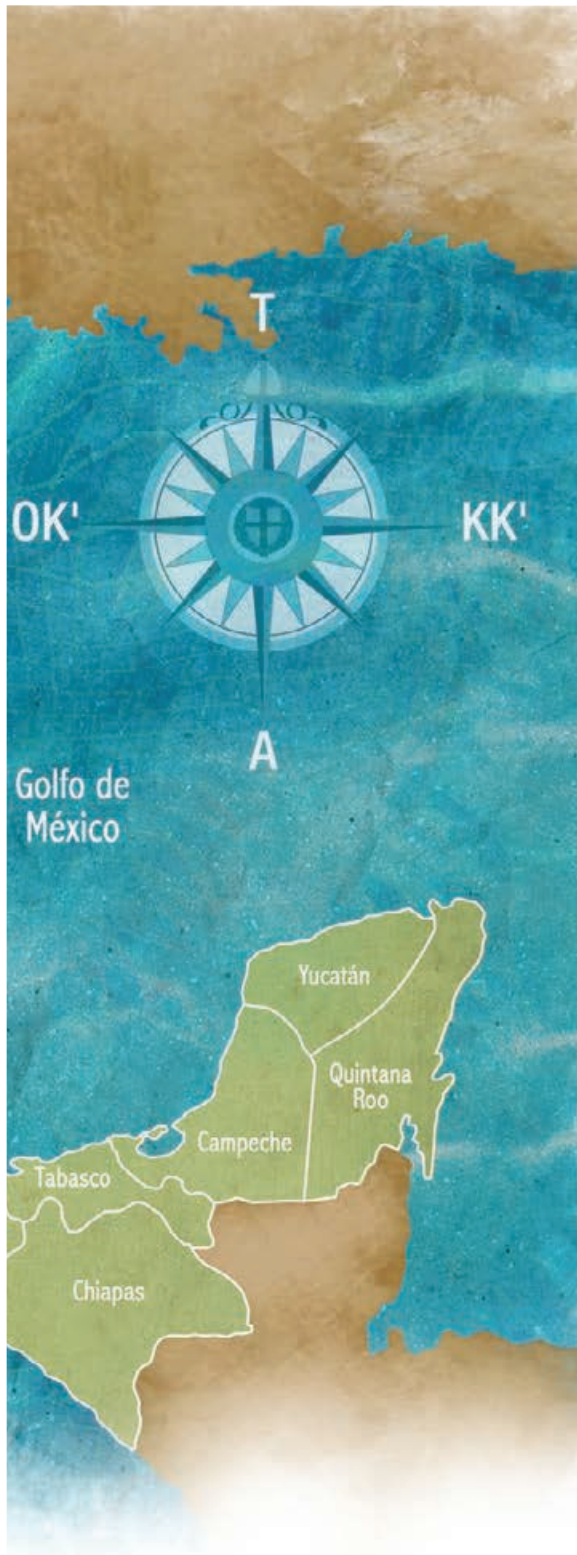 T
OK' KK'
A
Golfo de
México
Yucatán
Quintana
Roo
Campeche
Tabasco
Chiapas